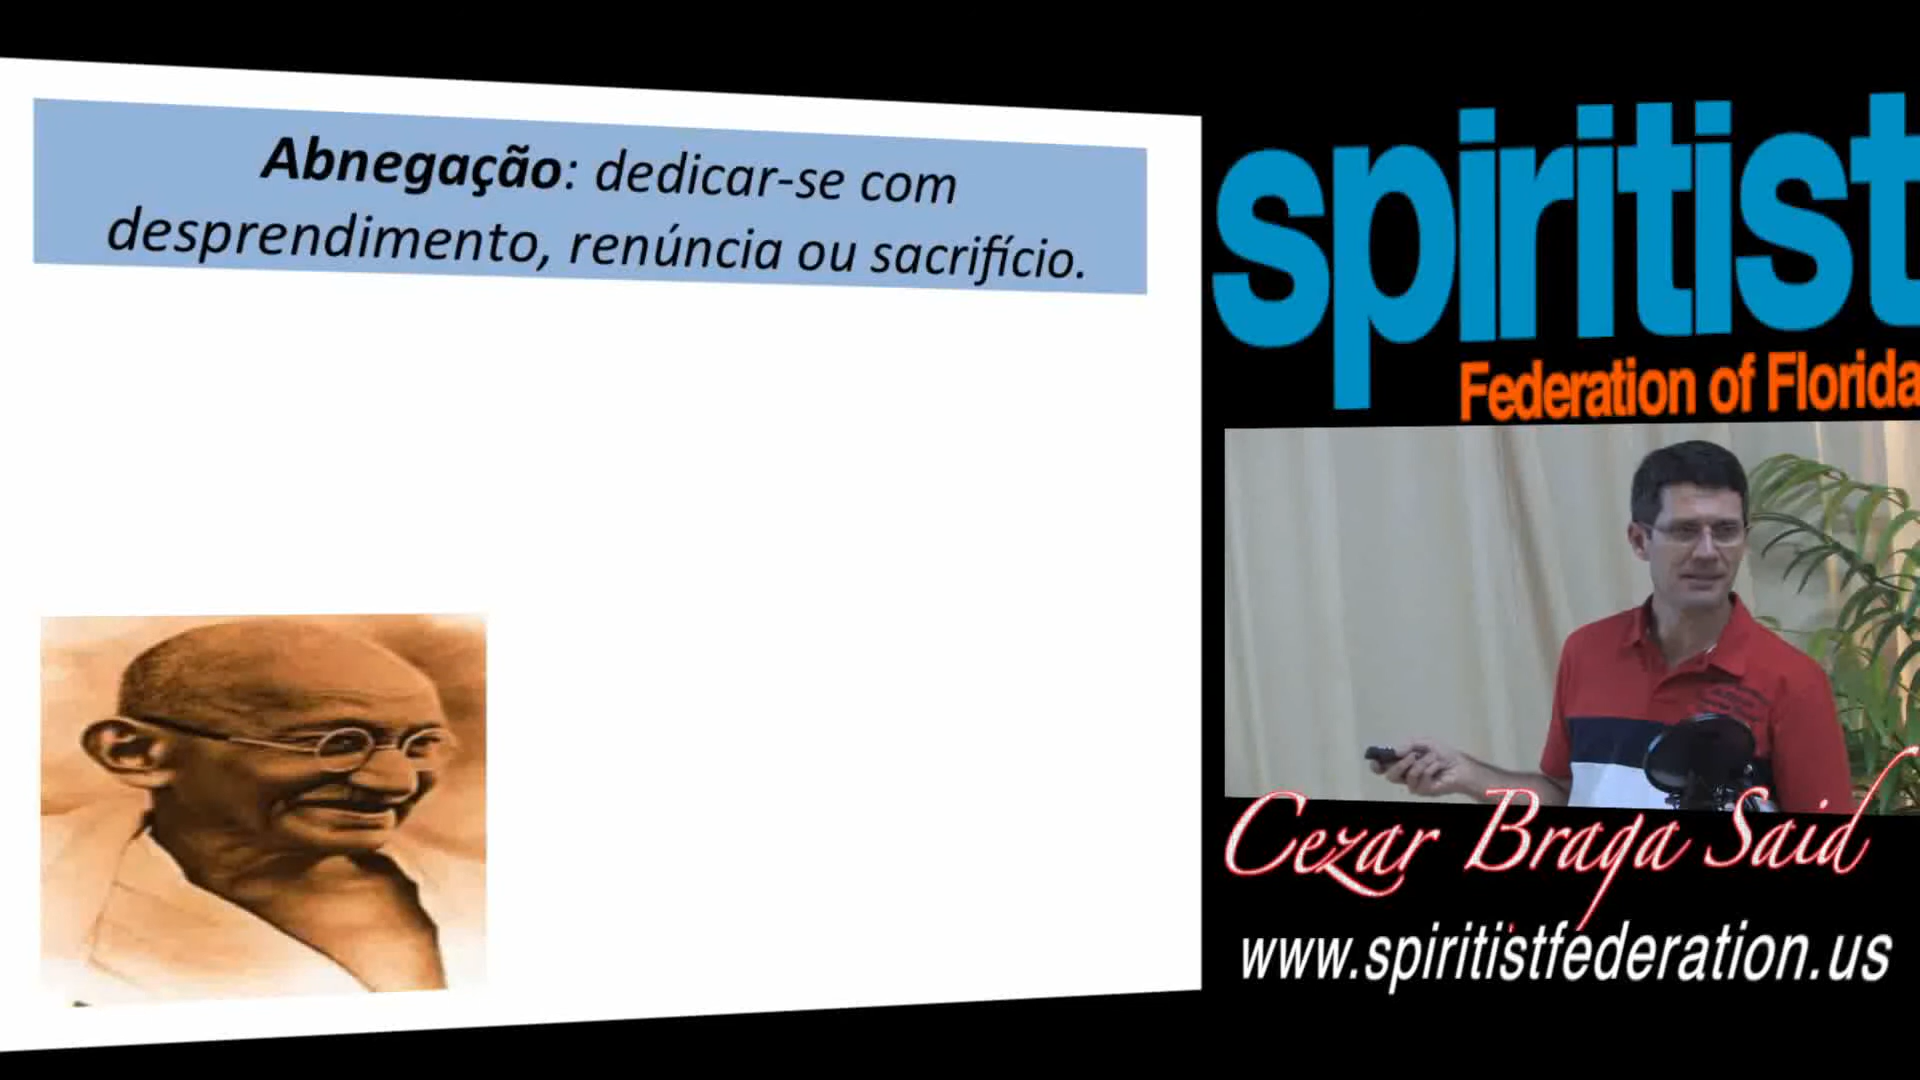 Abnegação: dedicar-se com
desprendimento, renúncia ou sacrifício.
spiritist
Federation of Florida
Cezar Braga Said
www.spiritistfederation.us